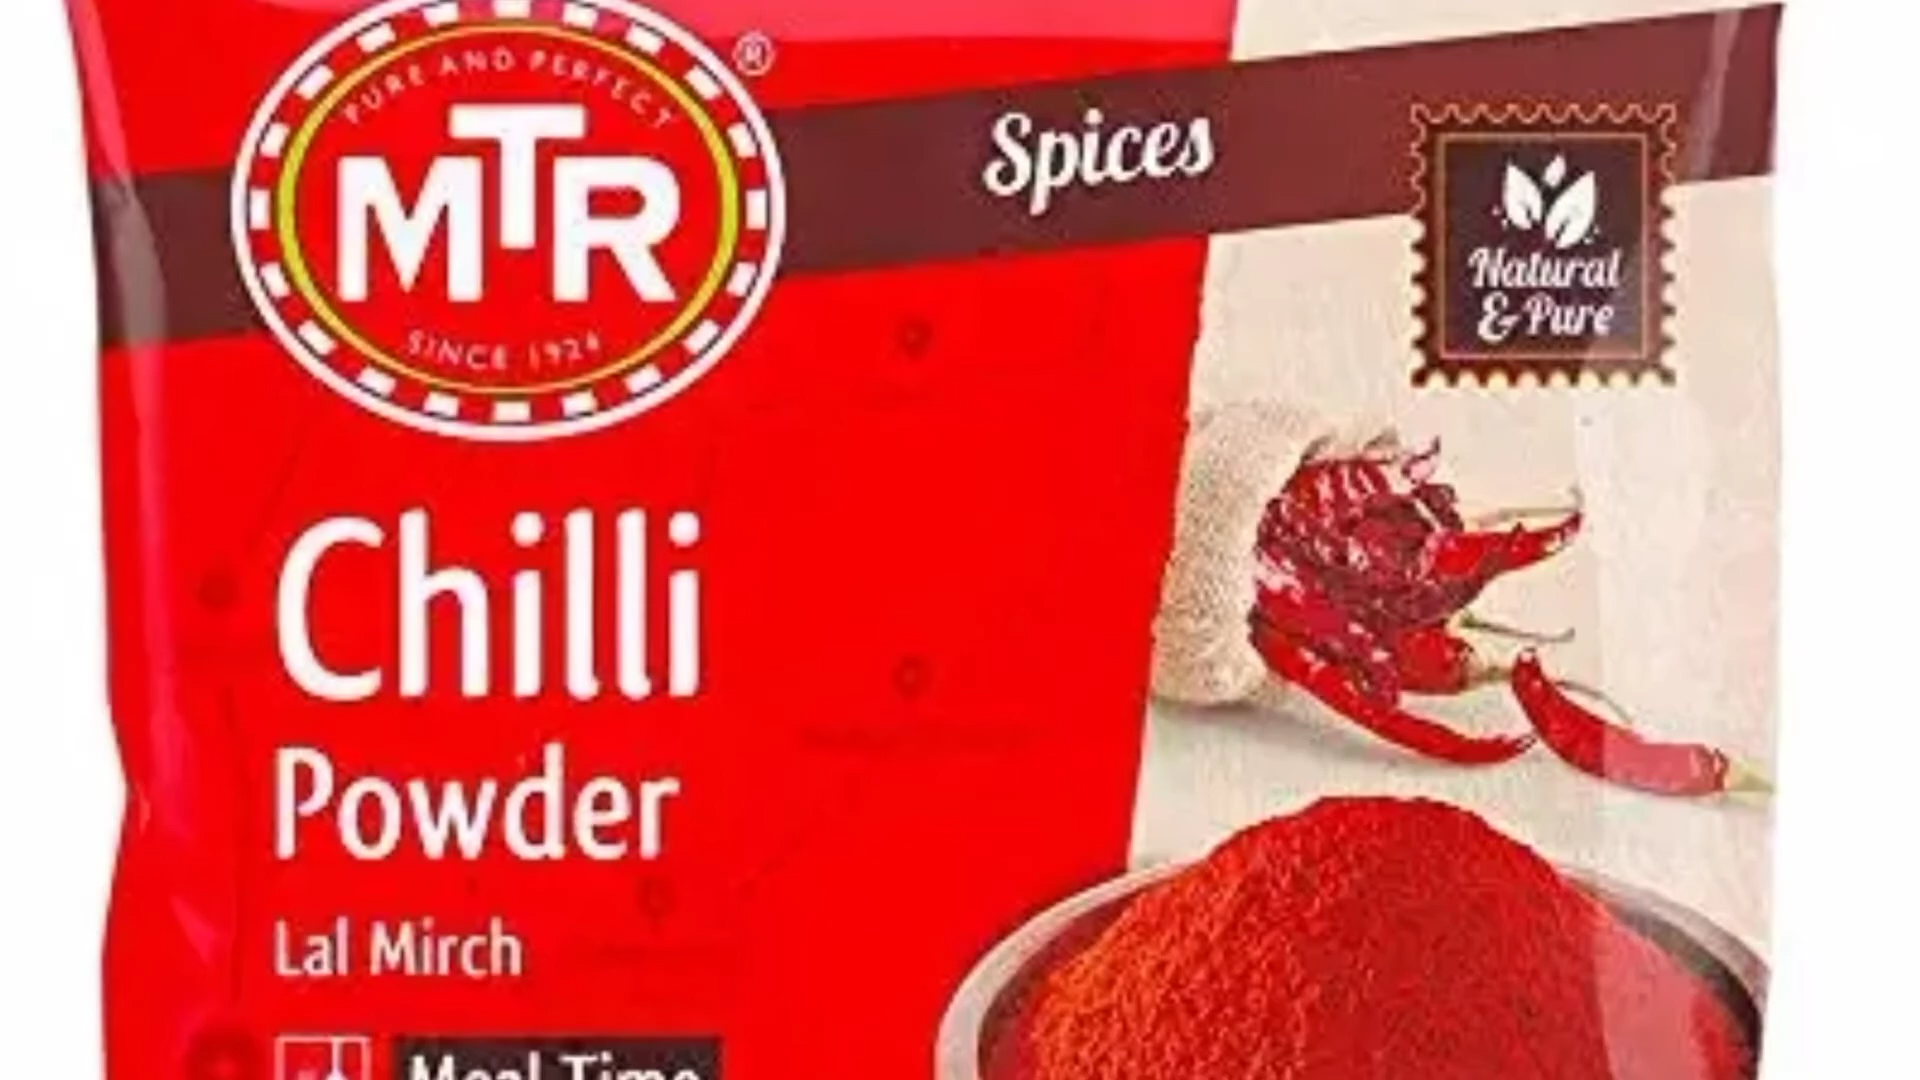 PURE AND PERFECT
MTR
®
SINCE 1924
Spices
Natural
& Pure
Chilli
Powder
Lal Mirch
Meal Time